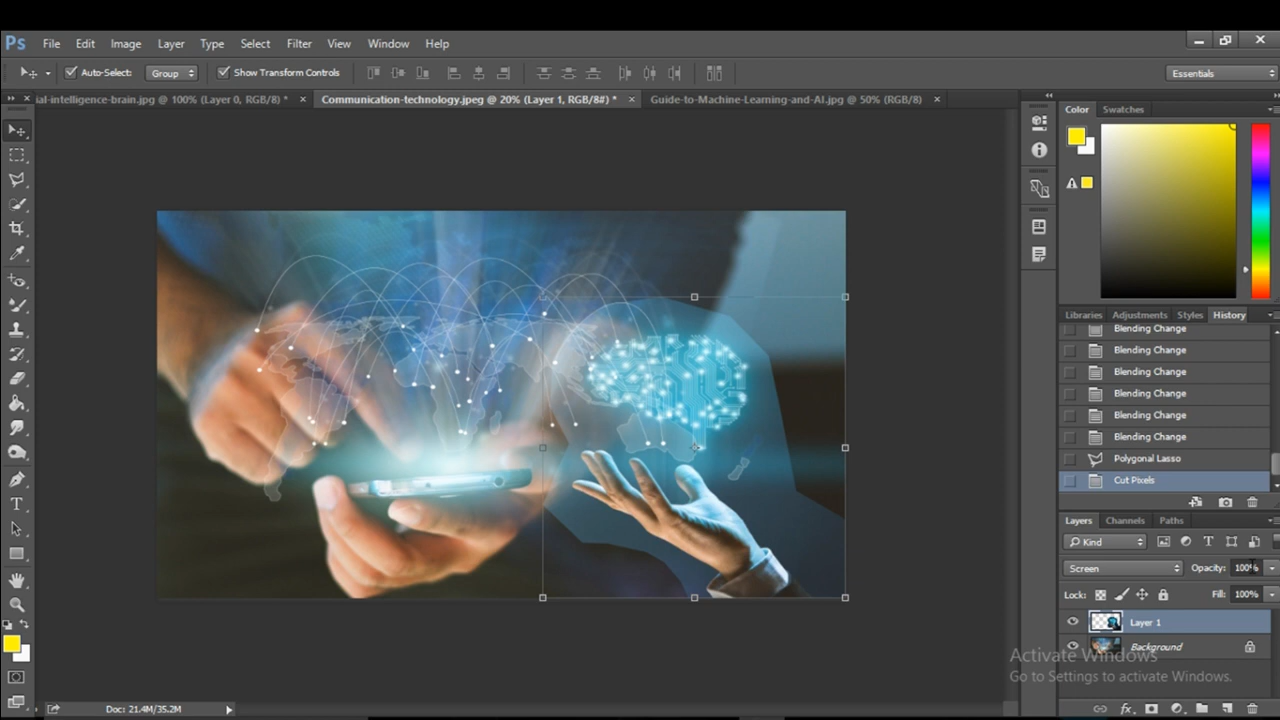 Ps File Edit Image Layer Type Select Filter View Window Help
Auto-Select: Group Show Transform Controls Essentials
ial-intelligence-brain.jpg @ 100% (Layer 0, RGB/8) * × Communication-technology.jpeg @ 20% (Layer 1, RGB/8#) * × Guide-to-Machine-Learning-and-AI.jpg @ 50% (RGB/8) ×
Color Swatches
Libraries Adjustments Styles History
Blending Change
Blending Change
Blending Change
Blending Change
Blending Change
Blending Change
Polygonal Lasso
Cut Pixels
Layers Channels Paths
Kind
Screen Opacity: 100%
Lock: Fill: 100%
Layer 1
Background
Activate Windows
Go to Settings to activate Windows.
Doc: 21.4M/35.2M